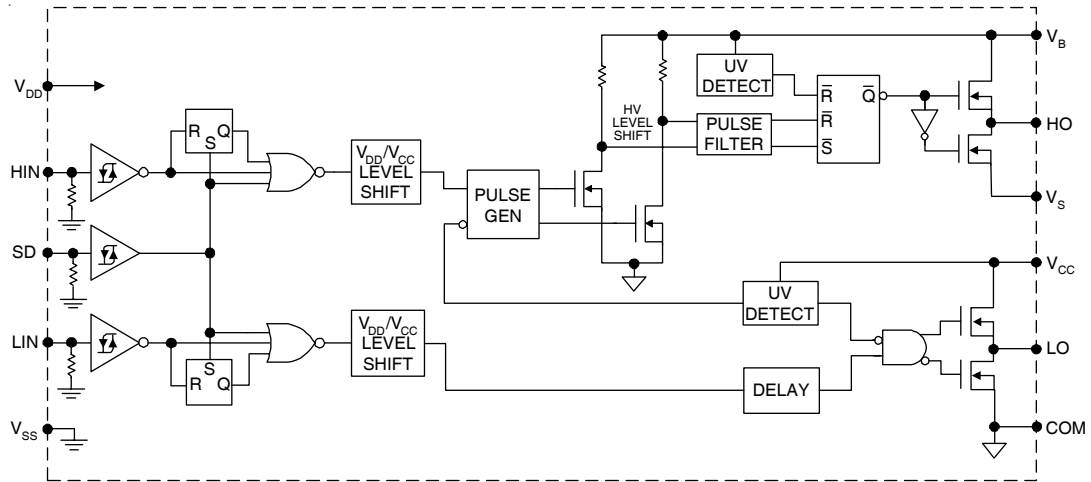 V_B
V_DD
UV
DETECT
R̅
Q̅
HV
LEVEL
SHIFT
R Q
S
PULSE
FILTER
R̅
S̅
HO
HIN
V_DD/V_CC
LEVEL
SHIFT
PULSE
GEN
V_S
SD
V_CC
UV
DETECT
LIN
V_DD/V_CC
LEVEL
SHIFT
LO
S
R Q
DELAY
V_SS
COM